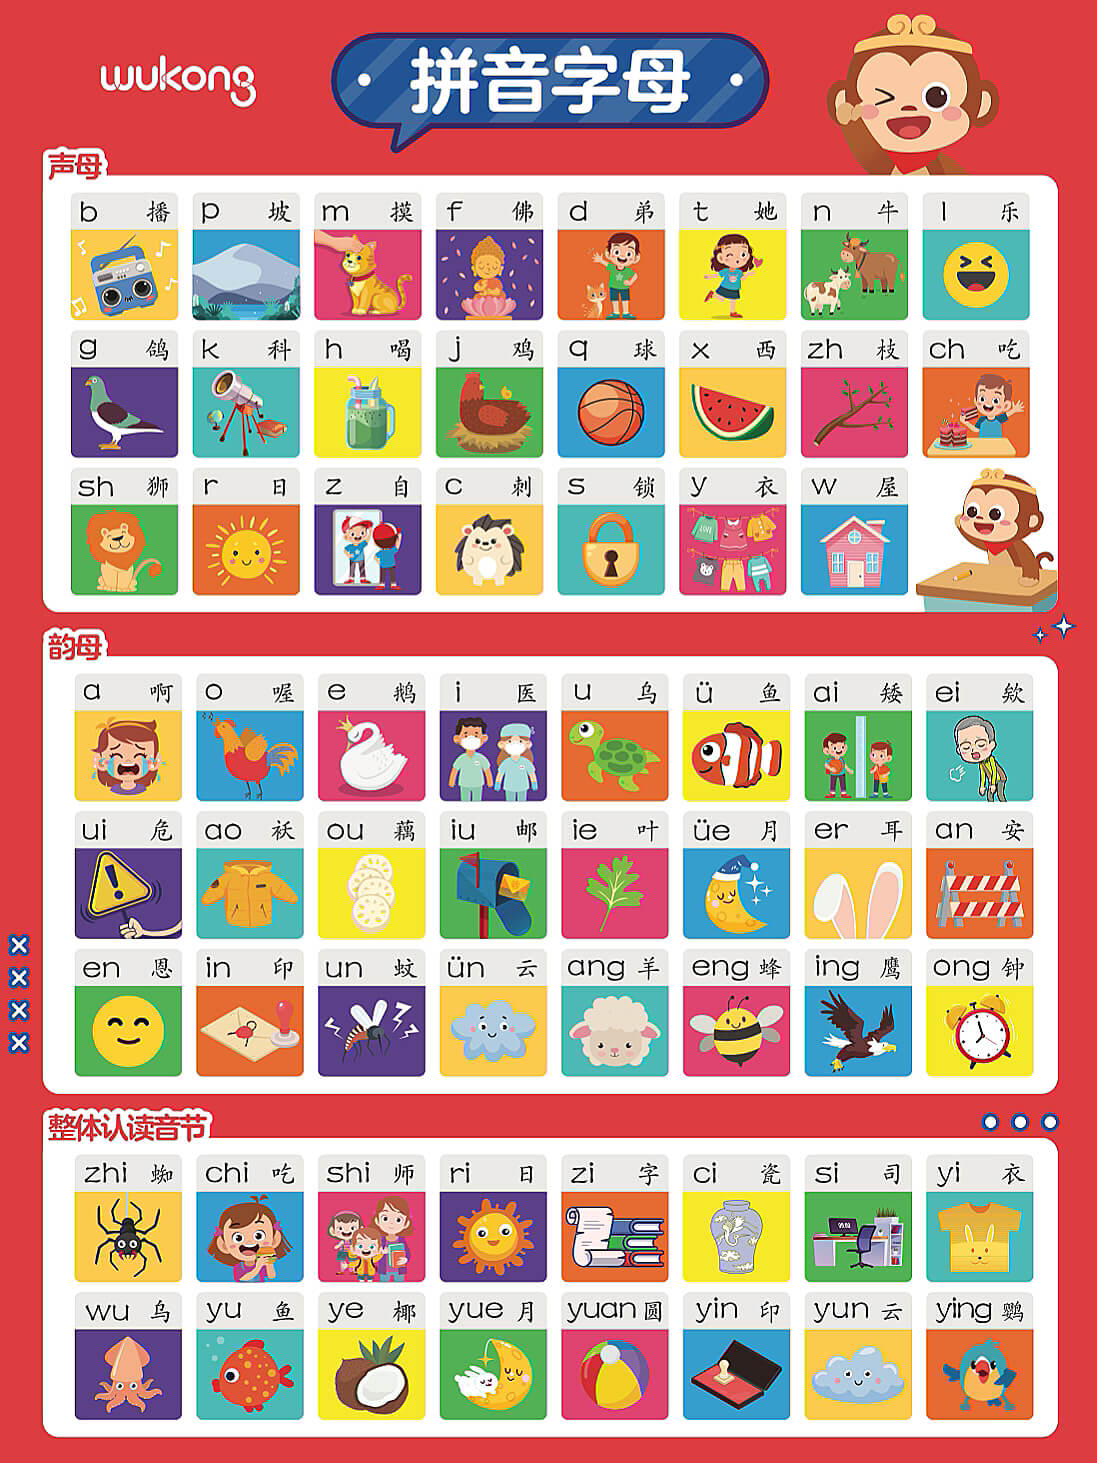 wukong
拼音字母
声母
b 播 p 坡 m 摸 f 佛 d 弟 t 她 n 牛 l 乐
g 鸽 k 科 h 喝 j 鸡 q 球 x 西 zh 枝 ch 吃
sh 狮 r 日 z 自 c 刺 s 锁 y 衣 w 屋
LOVE
韵母
a 啊 o 喔 e 鹅 i 医 u 乌 ü 鱼 ai 矮 ei 欸
ui 危 ao 袄 ou 藕 iu 邮 ie 叶 üe 月 er 耳 an 安
en 恩 in 印 un 蚊 ün 云 ang 羊 eng 蜂 ing 鹰 ong 钟
整体认读音节
zhi 蜘 chi 吃 shi 师 ri 日 zi 字 ci 瓷 si 司 yi 衣
wu 乌 yu 鱼 ye 椰 yue 月 yuan 圆 yin 印 yun 云 ying 鹦